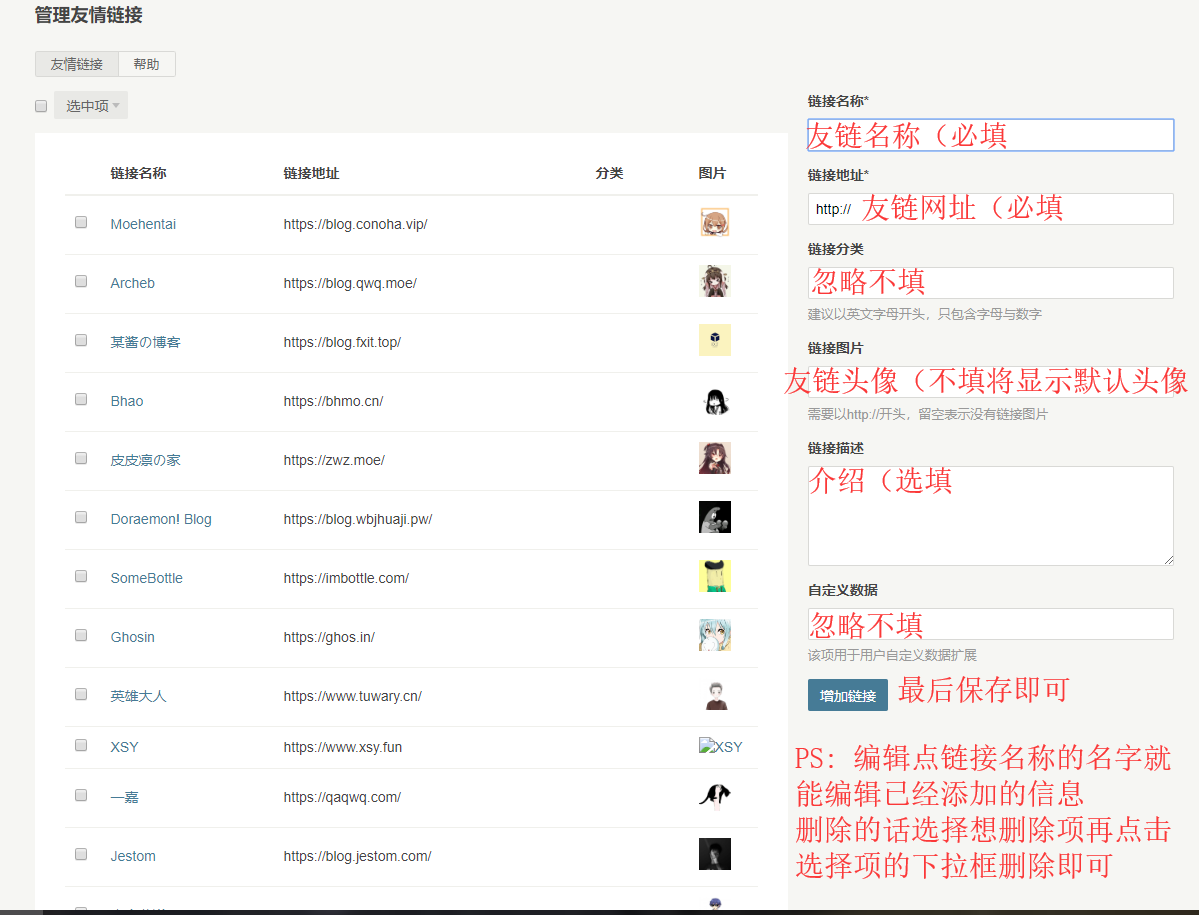 管理友情链接
友情链接 帮助
选中项
链接名称 链接地址 分类 图片
Moehentai https://blog.conoha.vip/
Archeb https://blog.qwq.moe/
某酱の博客 https://blog.fxit.top/
Bhao https://bhmo.cn/
皮皮凛の家 https://zwz.moe/
Doraemon! Blog https://blog.wbjhuaji.pw/
SomeBottle https://imbottle.com/
Ghosin https://ghos.in/
英雄大人 https://www.tuwary.cn/
XSY https://www.xsy.fun XSY
一嘉 https://qaqwq.com/
Jestom https://blog.jestom.com/
链接名称*
友链名称（必填
链接地址*
http:// 友链网址（必填
链接分类
忽略不填
建议以英文字母开头，只包含字母与数字
链接图片
友链头像（不填将显示默认头像
需要以http://开头，留空表示没有链接图片
链接描述
介绍（选填
自定义数据
忽略不填
该项用于用户自定义数据扩展
增加链接 最后保存即可
PS：编辑点链接名称的名字就
能编辑已经添加的信息
删除的话选择想删除项再点击
选择项的下拉框删除即可